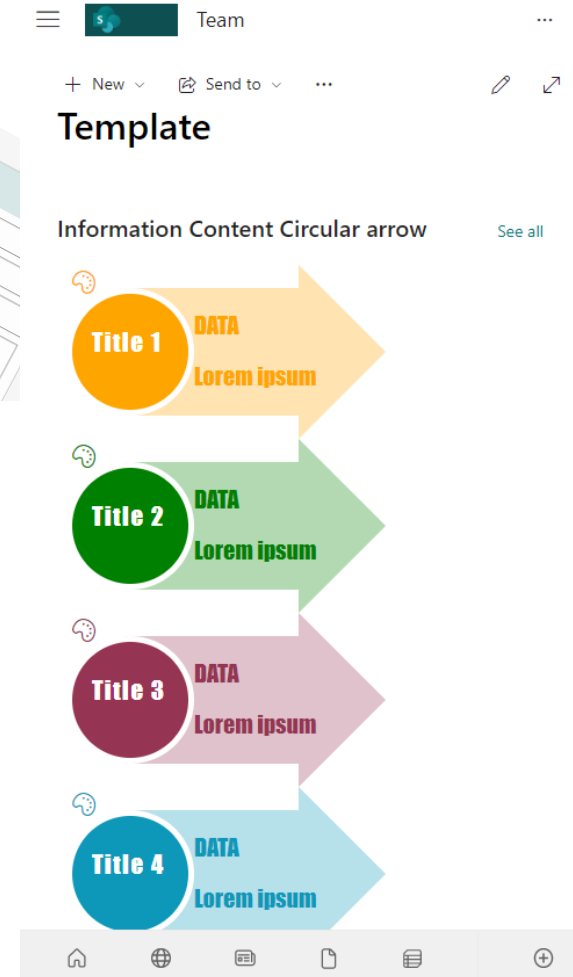 S
Team
...
+ New
Send to
...
Template
Information Content Circular arrow
See all
Title 1
DATA
Lorem ipsum
Title 2
DATA
Lorem ipsum
Title 3
DATA
Lorem ipsum
Title 4
DATA
Lorem ipsum